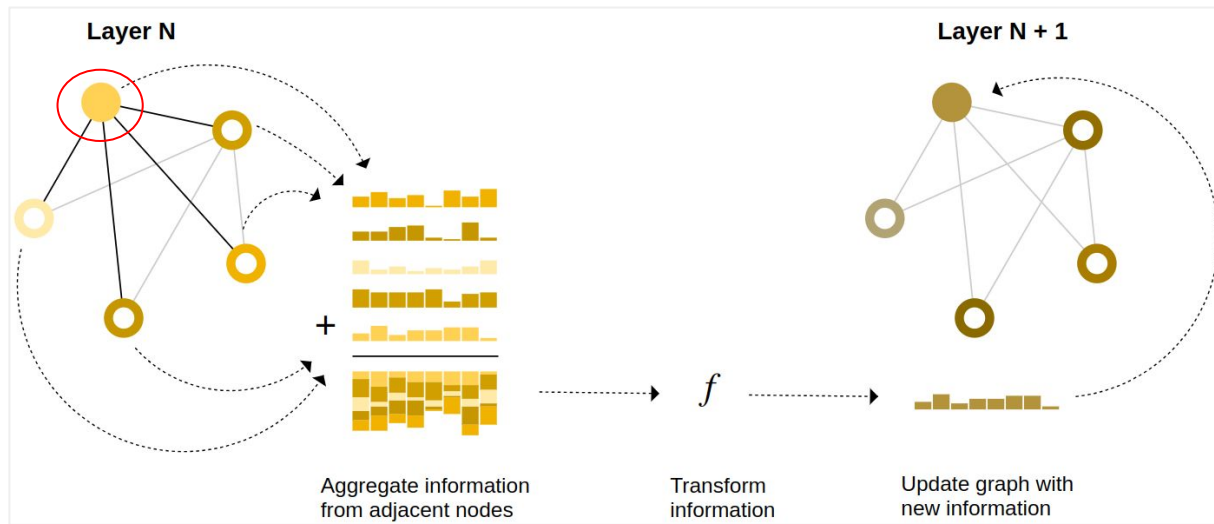 Layer N
Layer N + 1
+
f
Aggregate information
from adjacent nodes
Transform
information
Update graph with
new information